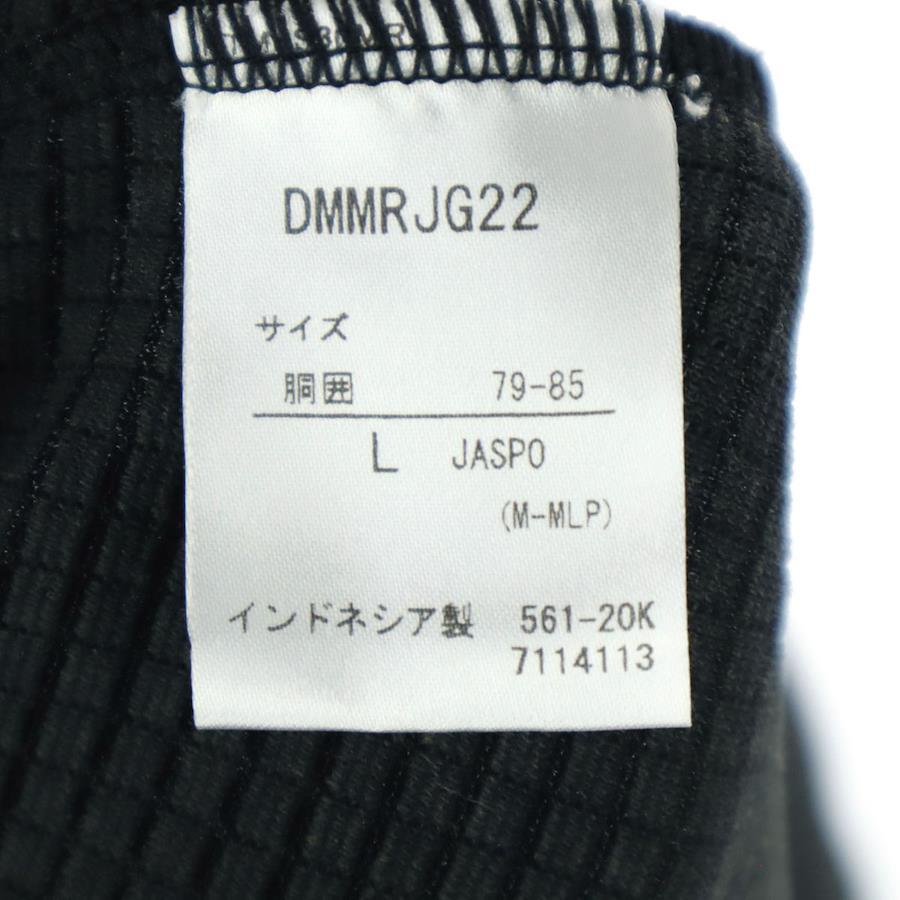 DMMRJG22
サイズ
胴囲 79-85
L JASPO
(M-MLP)
インドネシア製 561-20K
7114113